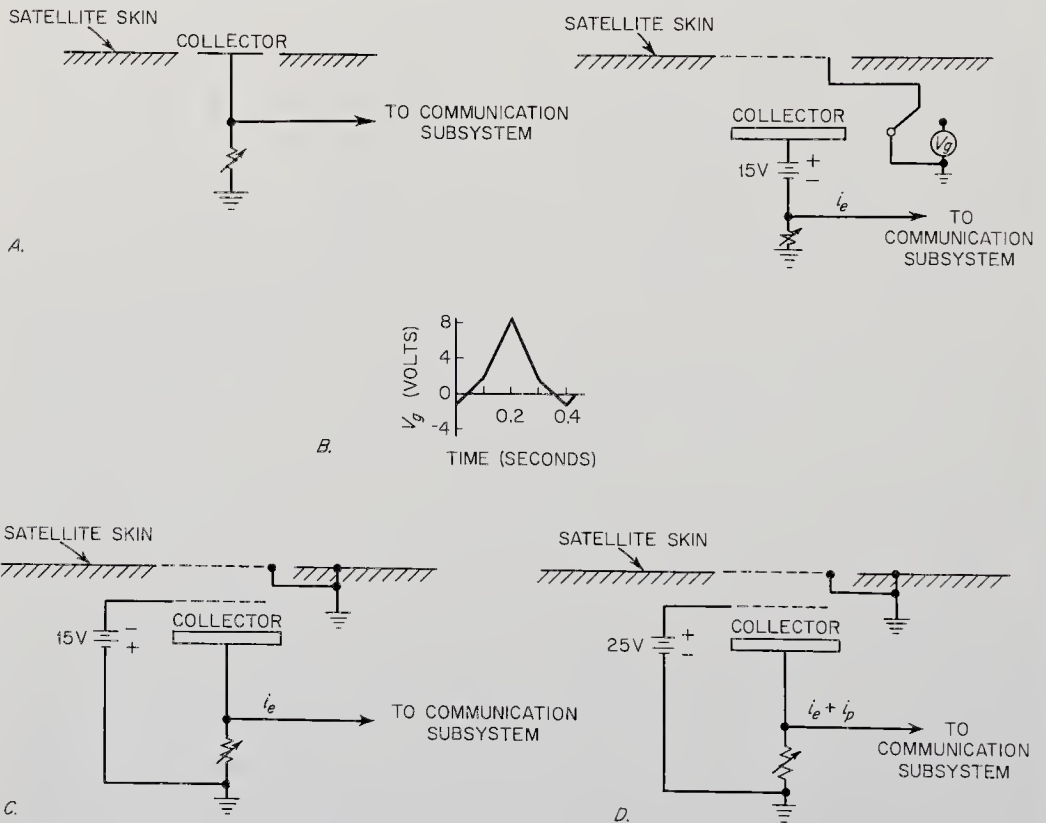 SATELLITE SKIN
COLLECTOR
TO COMMUNICATION
SUBSYSTEM
A.
SATELLITE SKIN
COLLECTOR
15V
+
-
Vg
ie
TO
COMMUNICATION
SUBSYSTEM
Vg (VOLTS)
8
4
0
-4
0.2
0.4
TIME (SECONDS)
B.
SATELLITE SKIN
COLLECTOR
15V
-
+
ie
TO COMMUNICATION
SUBSYSTEM
C.
SATELLITE SKIN
COLLECTOR
25V
+
-
ie + ip
TO
COMMUNICATION
SUBSYSTEM
D.